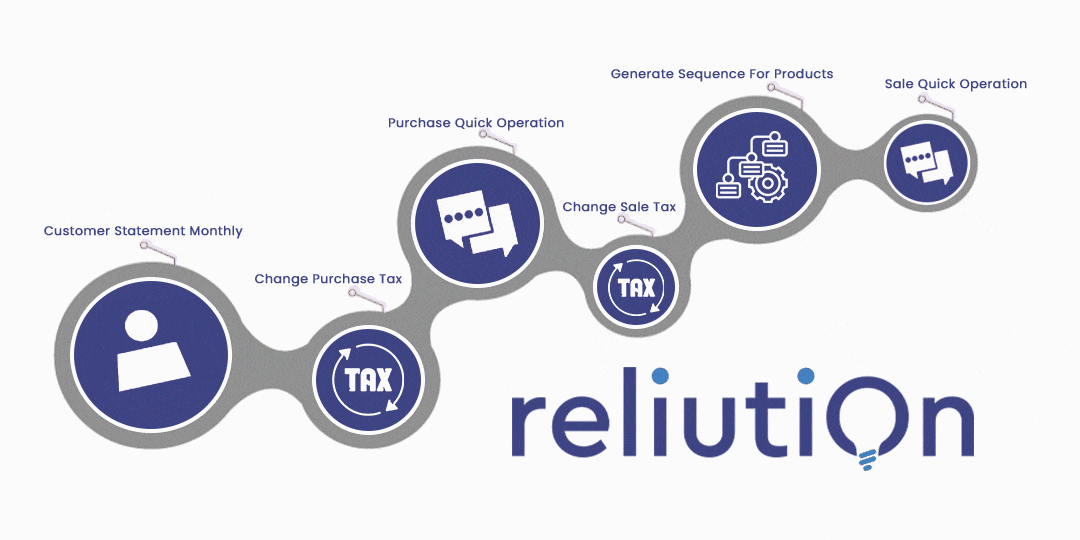 Generate Sequence For Products
Sale Quick Operation
Purchase Quick Operation
Change Sale Tax
Customer Statement Monthly
Change Purchase Tax
TAX
TAX
reliution